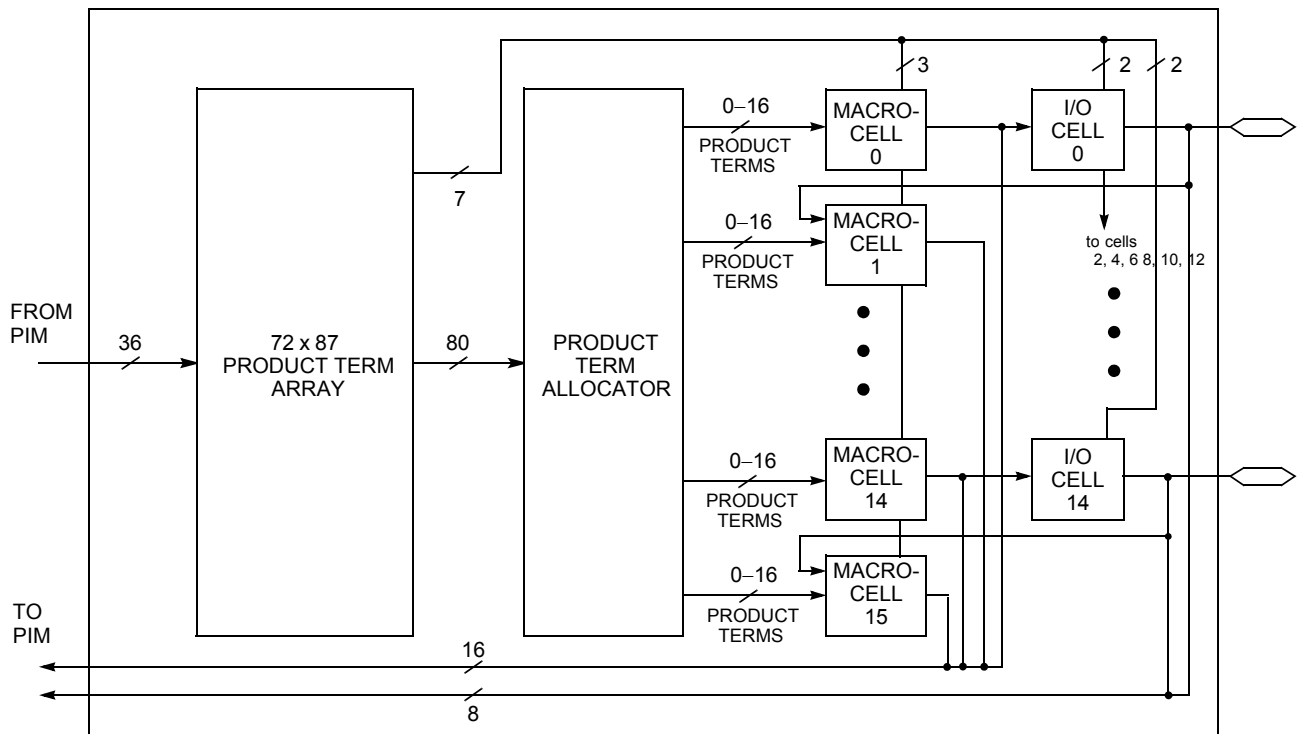 3
2
2
0–16
PRODUCT
TERMS
MACRO-
CELL
0
I/O
CELL
0
7
0–16
PRODUCT
TERMS
MACRO-
CELL
1
to cells
2, 4, 6 8, 10, 12
FROM
PIM
36
72 x 87
PRODUCT TERM
ARRAY
80
PRODUCT
TERM
ALLOCATOR
0–16
PRODUCT
TERMS
MACRO-
CELL
14
I/O
CELL
14
0–16
PRODUCT
TERMS
MACRO-
CELL
15
TO
PIM
16
8